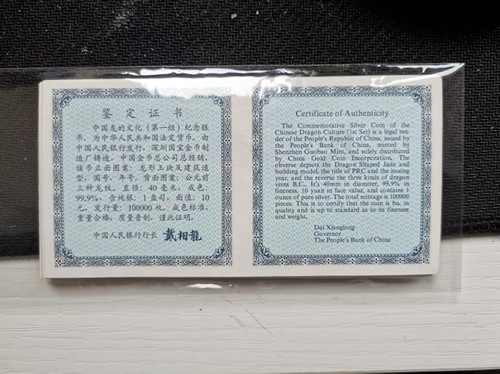 鉴定证书
中国龙的文化（第一组）纪念银
币，为中华人民共和国法定货币。由
中国人民银行发行，深圳国宝金币制
造厂铸造，中国金币总公司总经销。
该币正面图案：龙形玉珏及建筑造
型，国号、年号，背面图案：公元前
三种龙纹，直径：40毫米，成色：
99.9%，含纯银：1盎司，面值：10
元，发行量：100000枚，成色标准，
重量合格，质量普制，谨此证明。
中国人民银行行长 戴相龍
Certificate of Authenticity
The Commemorative Silver Coin of the
Chinese Dragon Culture (1st Set) is a legal ten
der of the People's Republic of China, issued
by the People's Bank of China, minted by
Shenzhen Guobao Mint, and solely distributed
by China Gold Coin Incorporation. The
obverse depicts the Dragon Shaped Jade and
building model, the title of PRC and the issuing
year, and the reverse the three kinds of dragon
veins B.C.. It's 40mm in diameter, 99.9% in
fineness, 10 yuan in face value, and contains 1
ounce of pure silver. The total mintage is 100000
pieces. This is to certify that the coin is bu. in
quality and is up to standard as to its fineness
and weight.
Dai Xianglong
Governor
The People's Bank of China